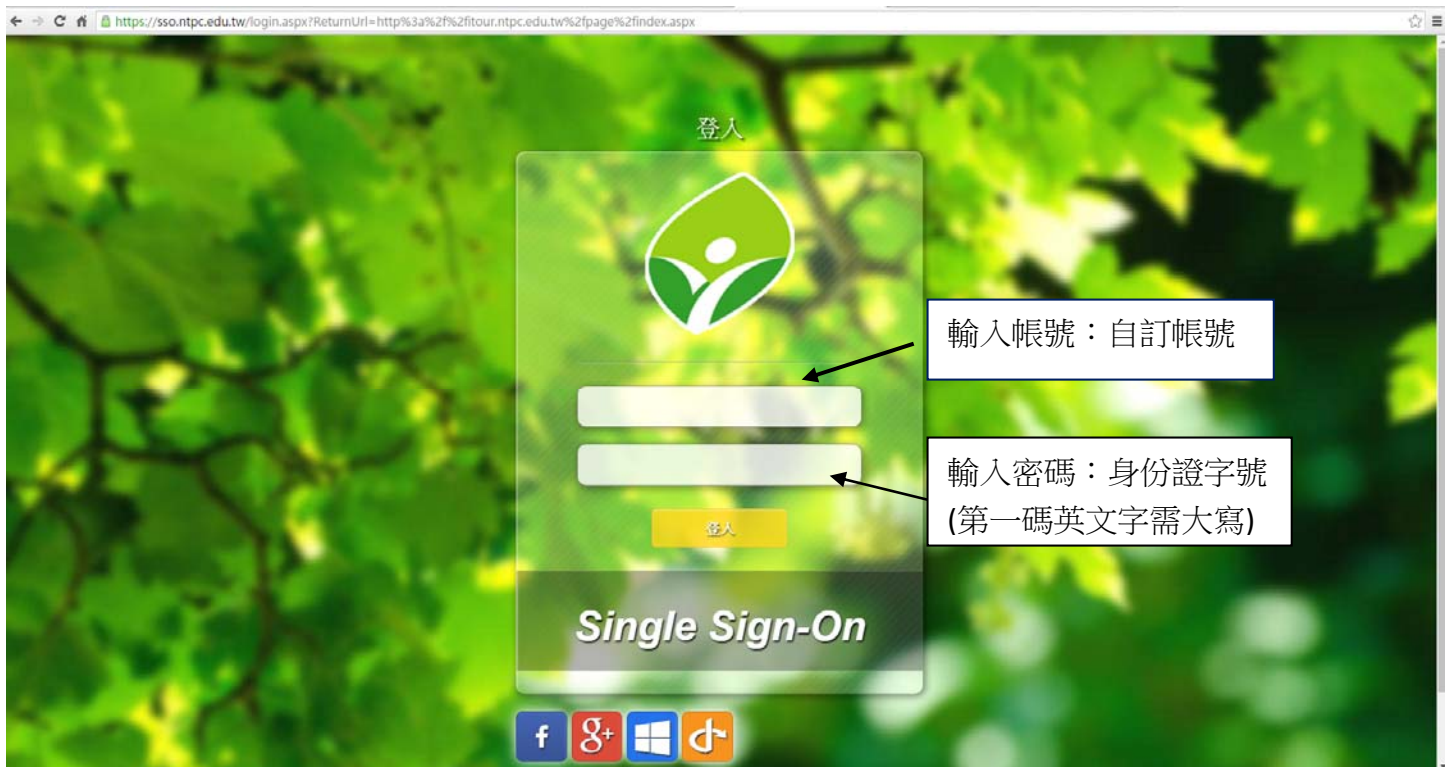 https://sso.ntpc.edu.tw/login.aspx?ReturnUrl=http%3a%2f%2fitour.ntpc.edu.tw%2fpage%2findex.aspx
登入
輸入帳號：自訂帳號
輸入密碼：身份證字號
(第一碼英文字需大寫)
登入
Single Sign-On
f
8+